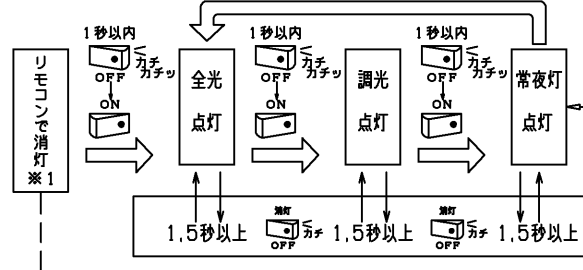 1秒以内
カチ
カチッ
OFF
ON
1秒以内
カチ
カチッ
OFF
ON
1秒以内
カチ
カチッ
OFF
ON
リモコンで消灯※1
全光
点灯
調光
点灯
常夜灯
点灯
1.5秒以上
消灯
カチ
OFF
1.5秒以上
消灯
カチ
OFF
1.5秒以上